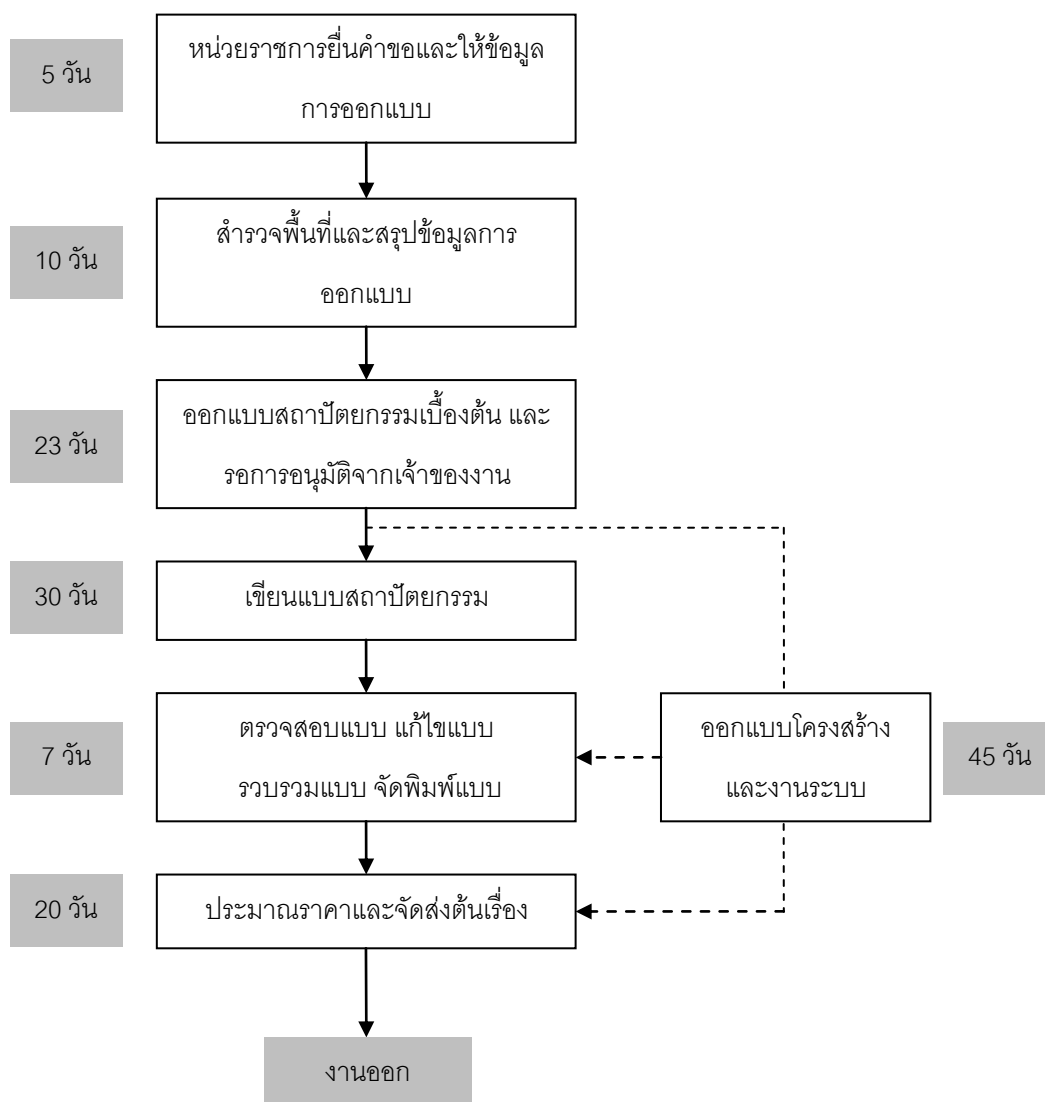 5 วัน
หน่วยราชการยื่นคำขอและให้ข้อมูล
การออกแบบ
10 วัน
สำรวจพื้นที่และสรุปข้อมูลการ
ออกแบบ
23 วัน
ออกแบบสถาปัตยกรรมเบื้องต้น และ
รอการอนุมัติจากเจ้าของงาน
30 วัน
เขียนแบบสถาปัตยกรรม
7 วัน
ตรวจสอบแบบ แก้ไขแบบ
รวบรวมแบบ จัดพิมพ์แบบ
ออกแบบโครงสร้าง
และงานระบบ
45 วัน
20 วัน
ประมาณราคาและจัดส่งต้นเรื่อง
งานออก